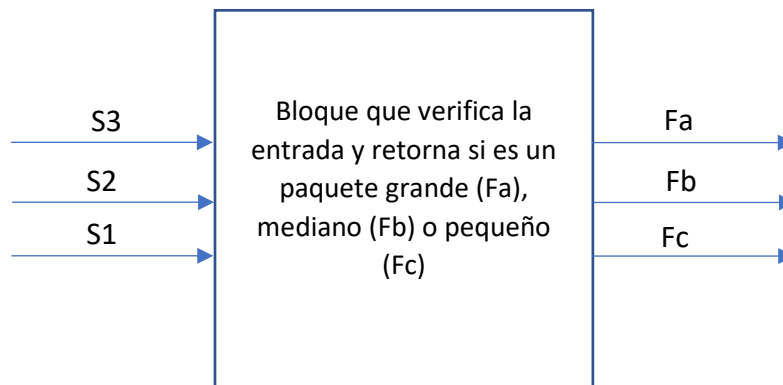 S3
S2
S1
Bloque que verifica la
entrada y retorna si es un
paquete grande (Fa),
mediano (Fb) o pequeño
(Fc)
Fa
Fb
Fc